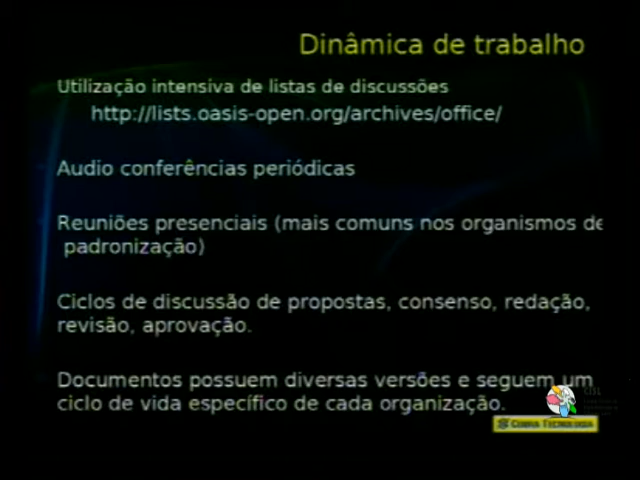 Dinâmica de trabalho
Utilização intensiva de listas de discussões
http://lists.oasis-open.org/archives/office/
Audio conferências periódicas
Reuniões presenciais (mais comuns nos organismos de
padronização)
Ciclos de discussão de propostas, consenso, redação,
revisão, aprovação.
Documentos possuem diversas versões e seguem um
ciclo de vida específico de cada organização.
Cobra Tecnologia